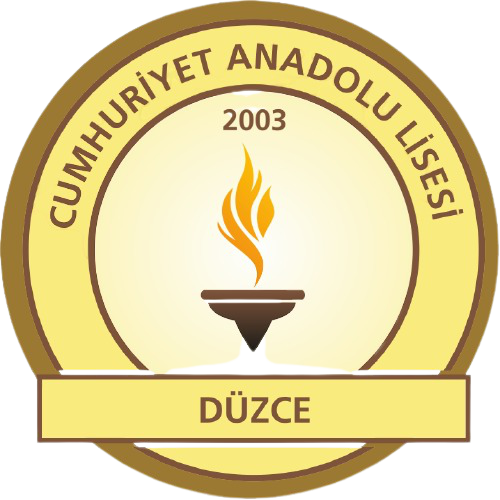 CUMHURİYET ANADOLU LİSESİ
2003
DÜZCE